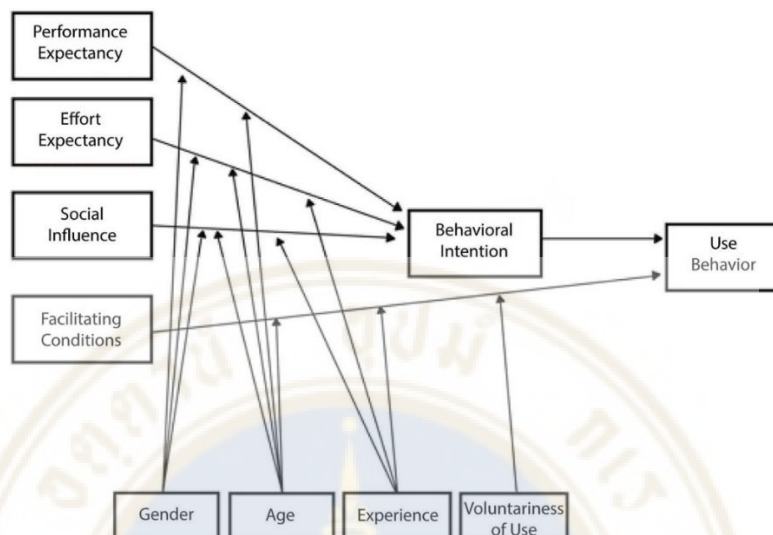 Performance
Expectancy
Effort
Expectancy
Social
Influence
Behavioral
Intention
Use
Behavior
Facilitating
Conditions
Gender
Age
Experience
Voluntariness
of Use